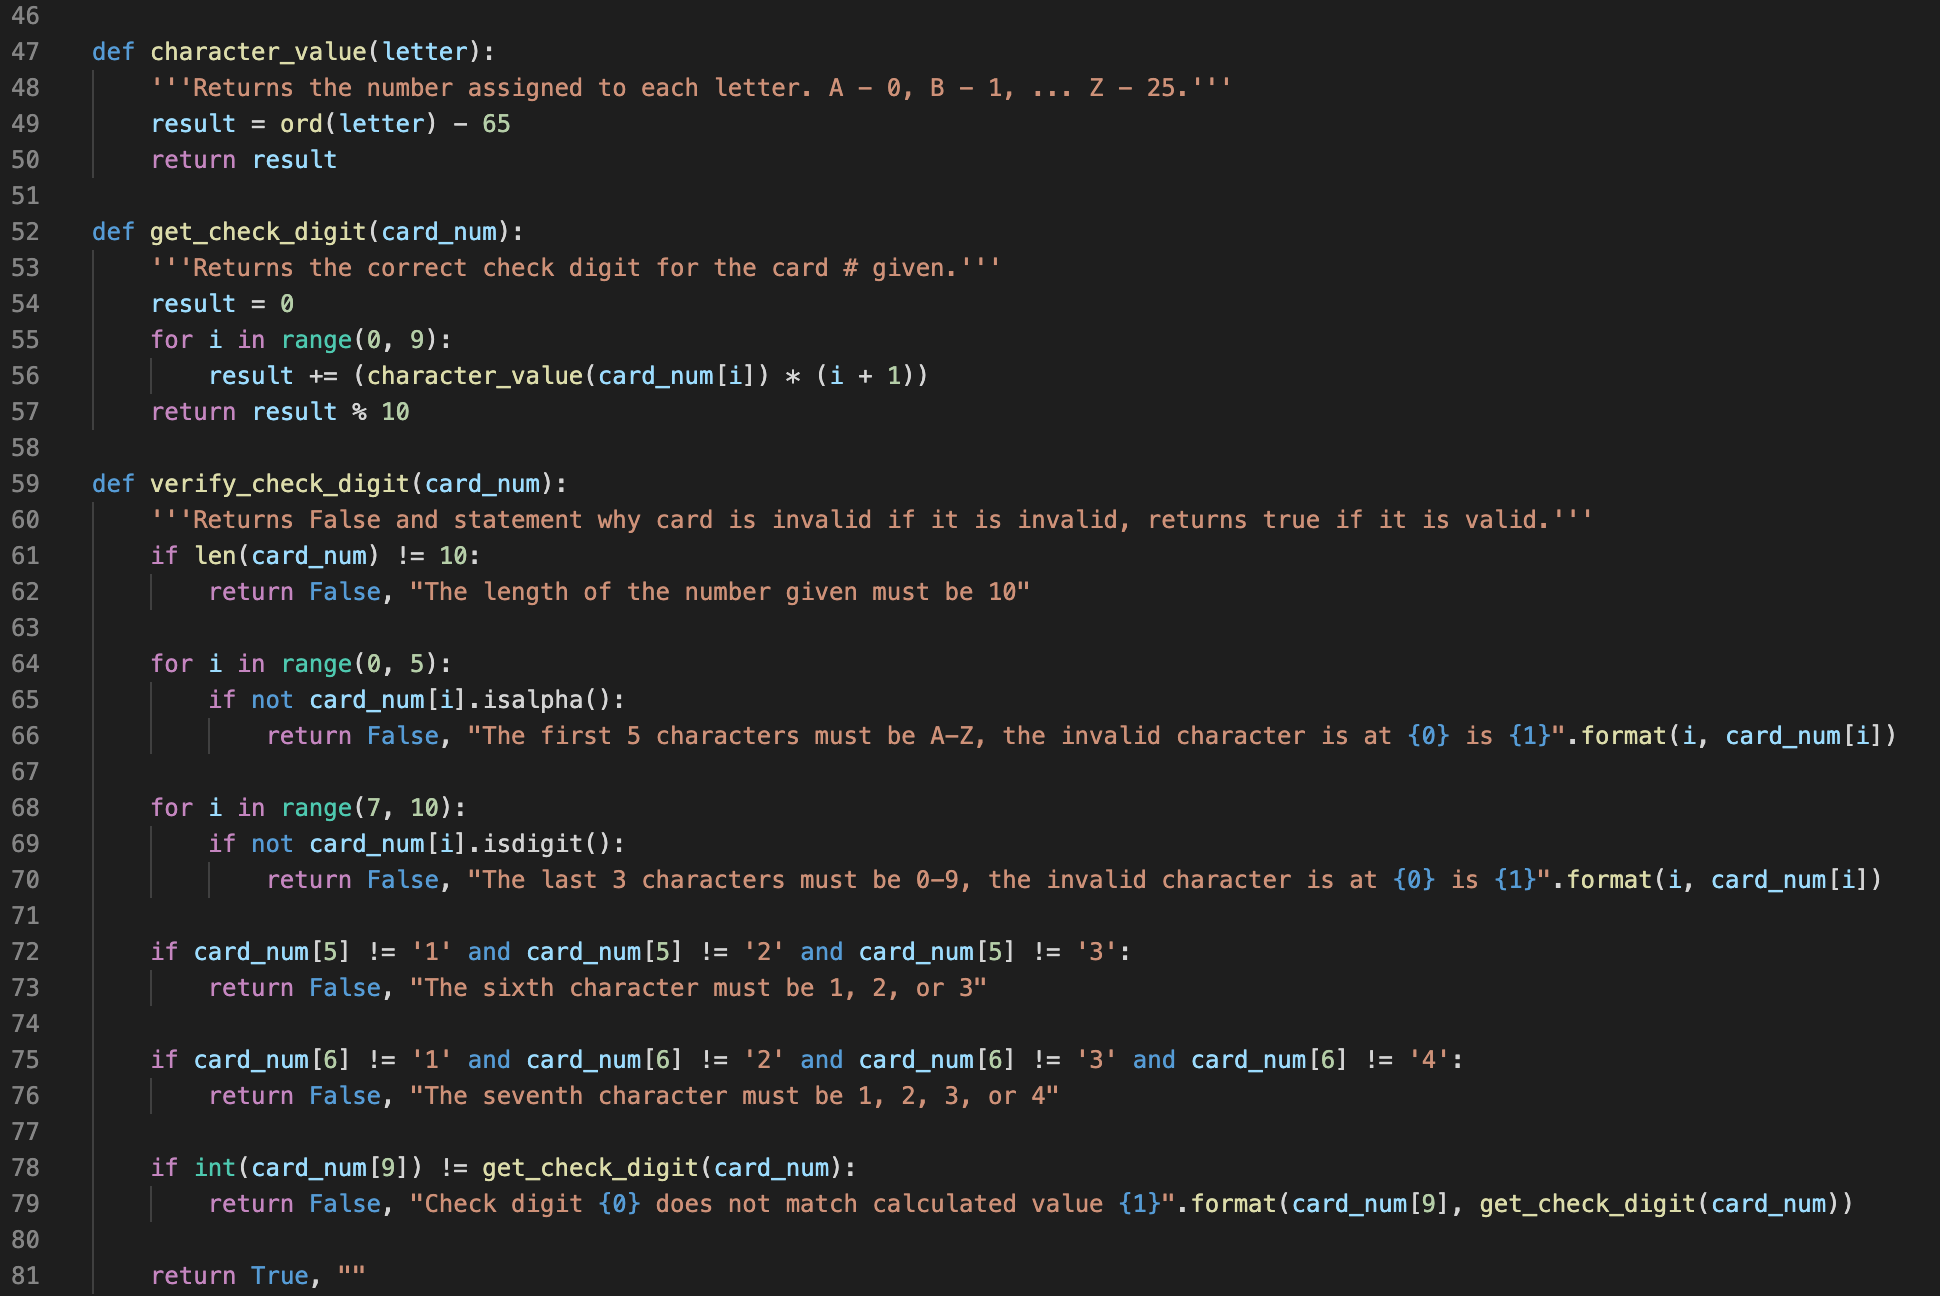 46
47 def character_value(letter):
48     '''Returns the number assigned to each letter. A – 0, B – 1, ... Z – 25.'''
49     result = ord(letter) - 65
50     return result
51
52 def get_check_digit(card_num):
53     '''Returns the correct check digit for the card # given.'''
54     result = 0
55     for i in range(0, 9):
56         result += (character_value(card_num[i]) * (i + 1))
57     return result % 10
58
59 def verify_check_digit(card_num):
60     '''Returns False and statement why card is invalid if it is invalid, returns true if it is valid.'''
61     if len(card_num) != 10:
62         return False, "The length of the number given must be 10"
63
64     for i in range(0, 5):
65         if not card_num[i].isalpha():
66             return False, "The first 5 characters must be A-Z, the invalid character is at {0} is {1}".format(i, card_num[i])
67
68     for i in range(7, 10):
69         if not card_num[i].isdigit():
70             return False, "The last 3 characters must be 0-9, the invalid character is at {0} is {1}".format(i, card_num[i])
71
72     if card_num[5] != '1' and card_num[5] != '2' and card_num[5] != '3':
73         return False, "The sixth character must be 1, 2, or 3"
74
75     if card_num[6] != '1' and card_num[6] != '2' and card_num[6] != '3' and card_num[6] != '4':
76         return False, "The seventh character must be 1, 2, 3, or 4"
77
78     if int(card_num[9]) != get_check_digit(card_num):
79         return False, "Check digit {0} does not match calculated value {1}".format(card_num[9], get_check_digit(card_num))
80
81     return True, ""